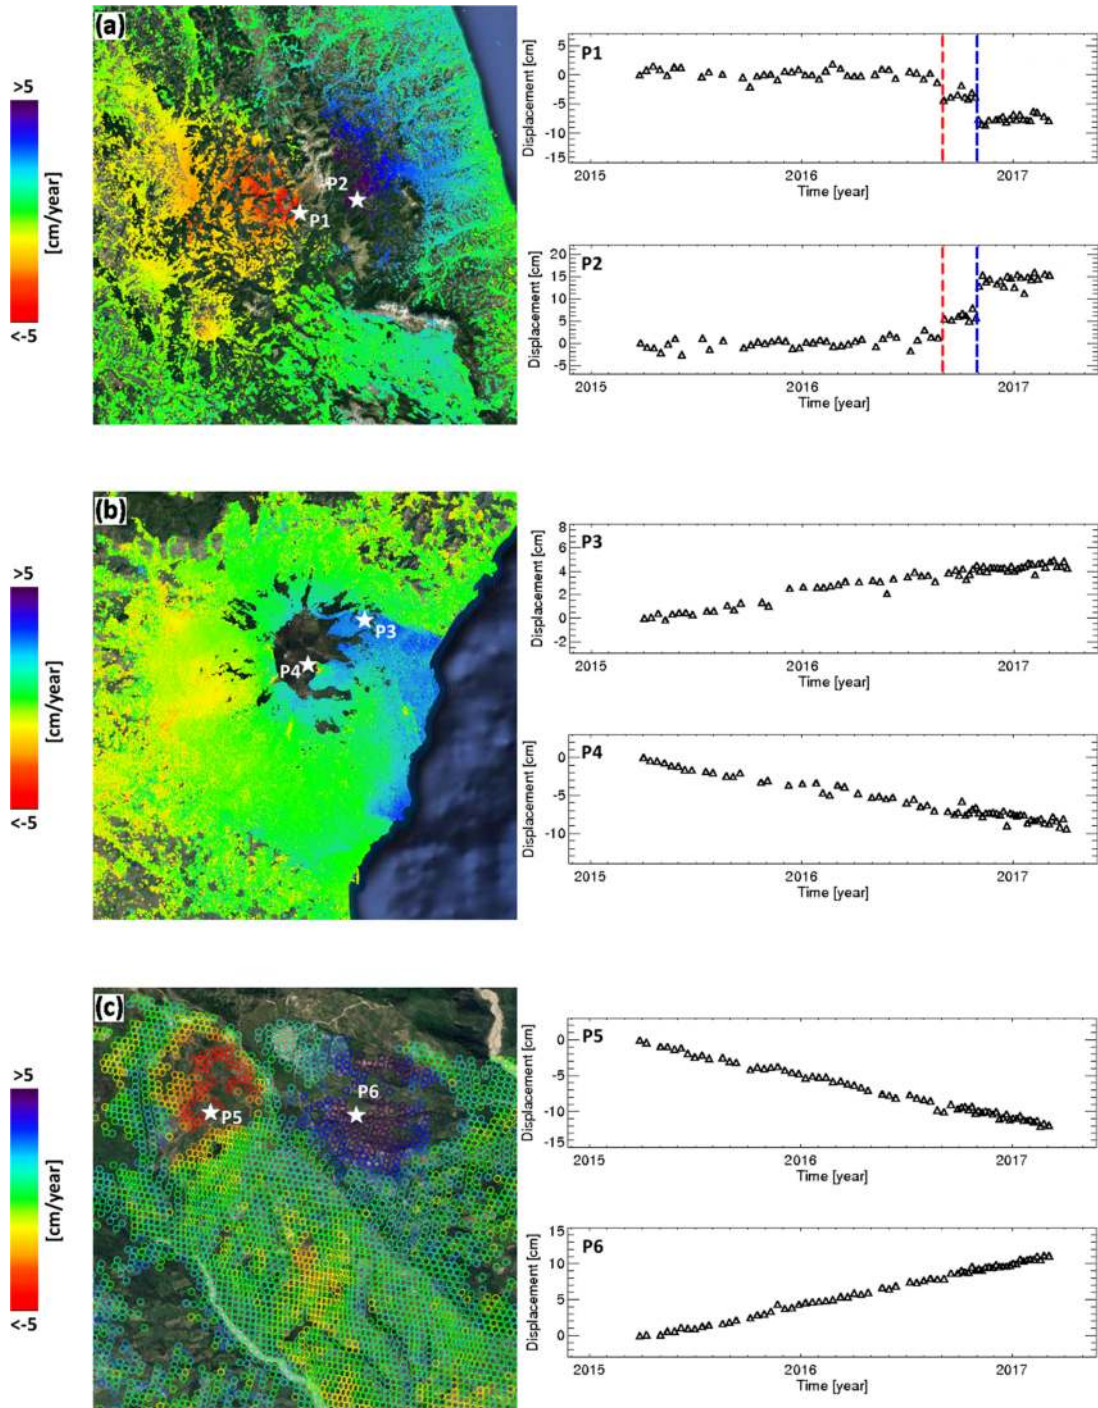 (a)
>5
[cm/year]
<-5
P1
P2
P1
Displacement [cm]
5
0
-5
-10
-15
2015
2016
2017
Time [year]
P2
Displacement [cm]
20
15
10
5
0
-5
2015
2016
2017
Time [year]
(b)
>5
[cm/year]
<-5
P3
P4
P3
Displacement [cm]
8
6
4
2
0
-2
2015
2016
2017
Time [year]
P4
Displacement [cm]
0
-5
-10
2015
2016
2017
Time [year]
(c)
>5
[cm/year]
<-5
P5
P6
P5
Displacement [cm]
0
-5
-10
-15
2015
2016
2017
Time [year]
P6
Displacement [cm]
15
10
5
0
2015
2016
2017
Time [year]